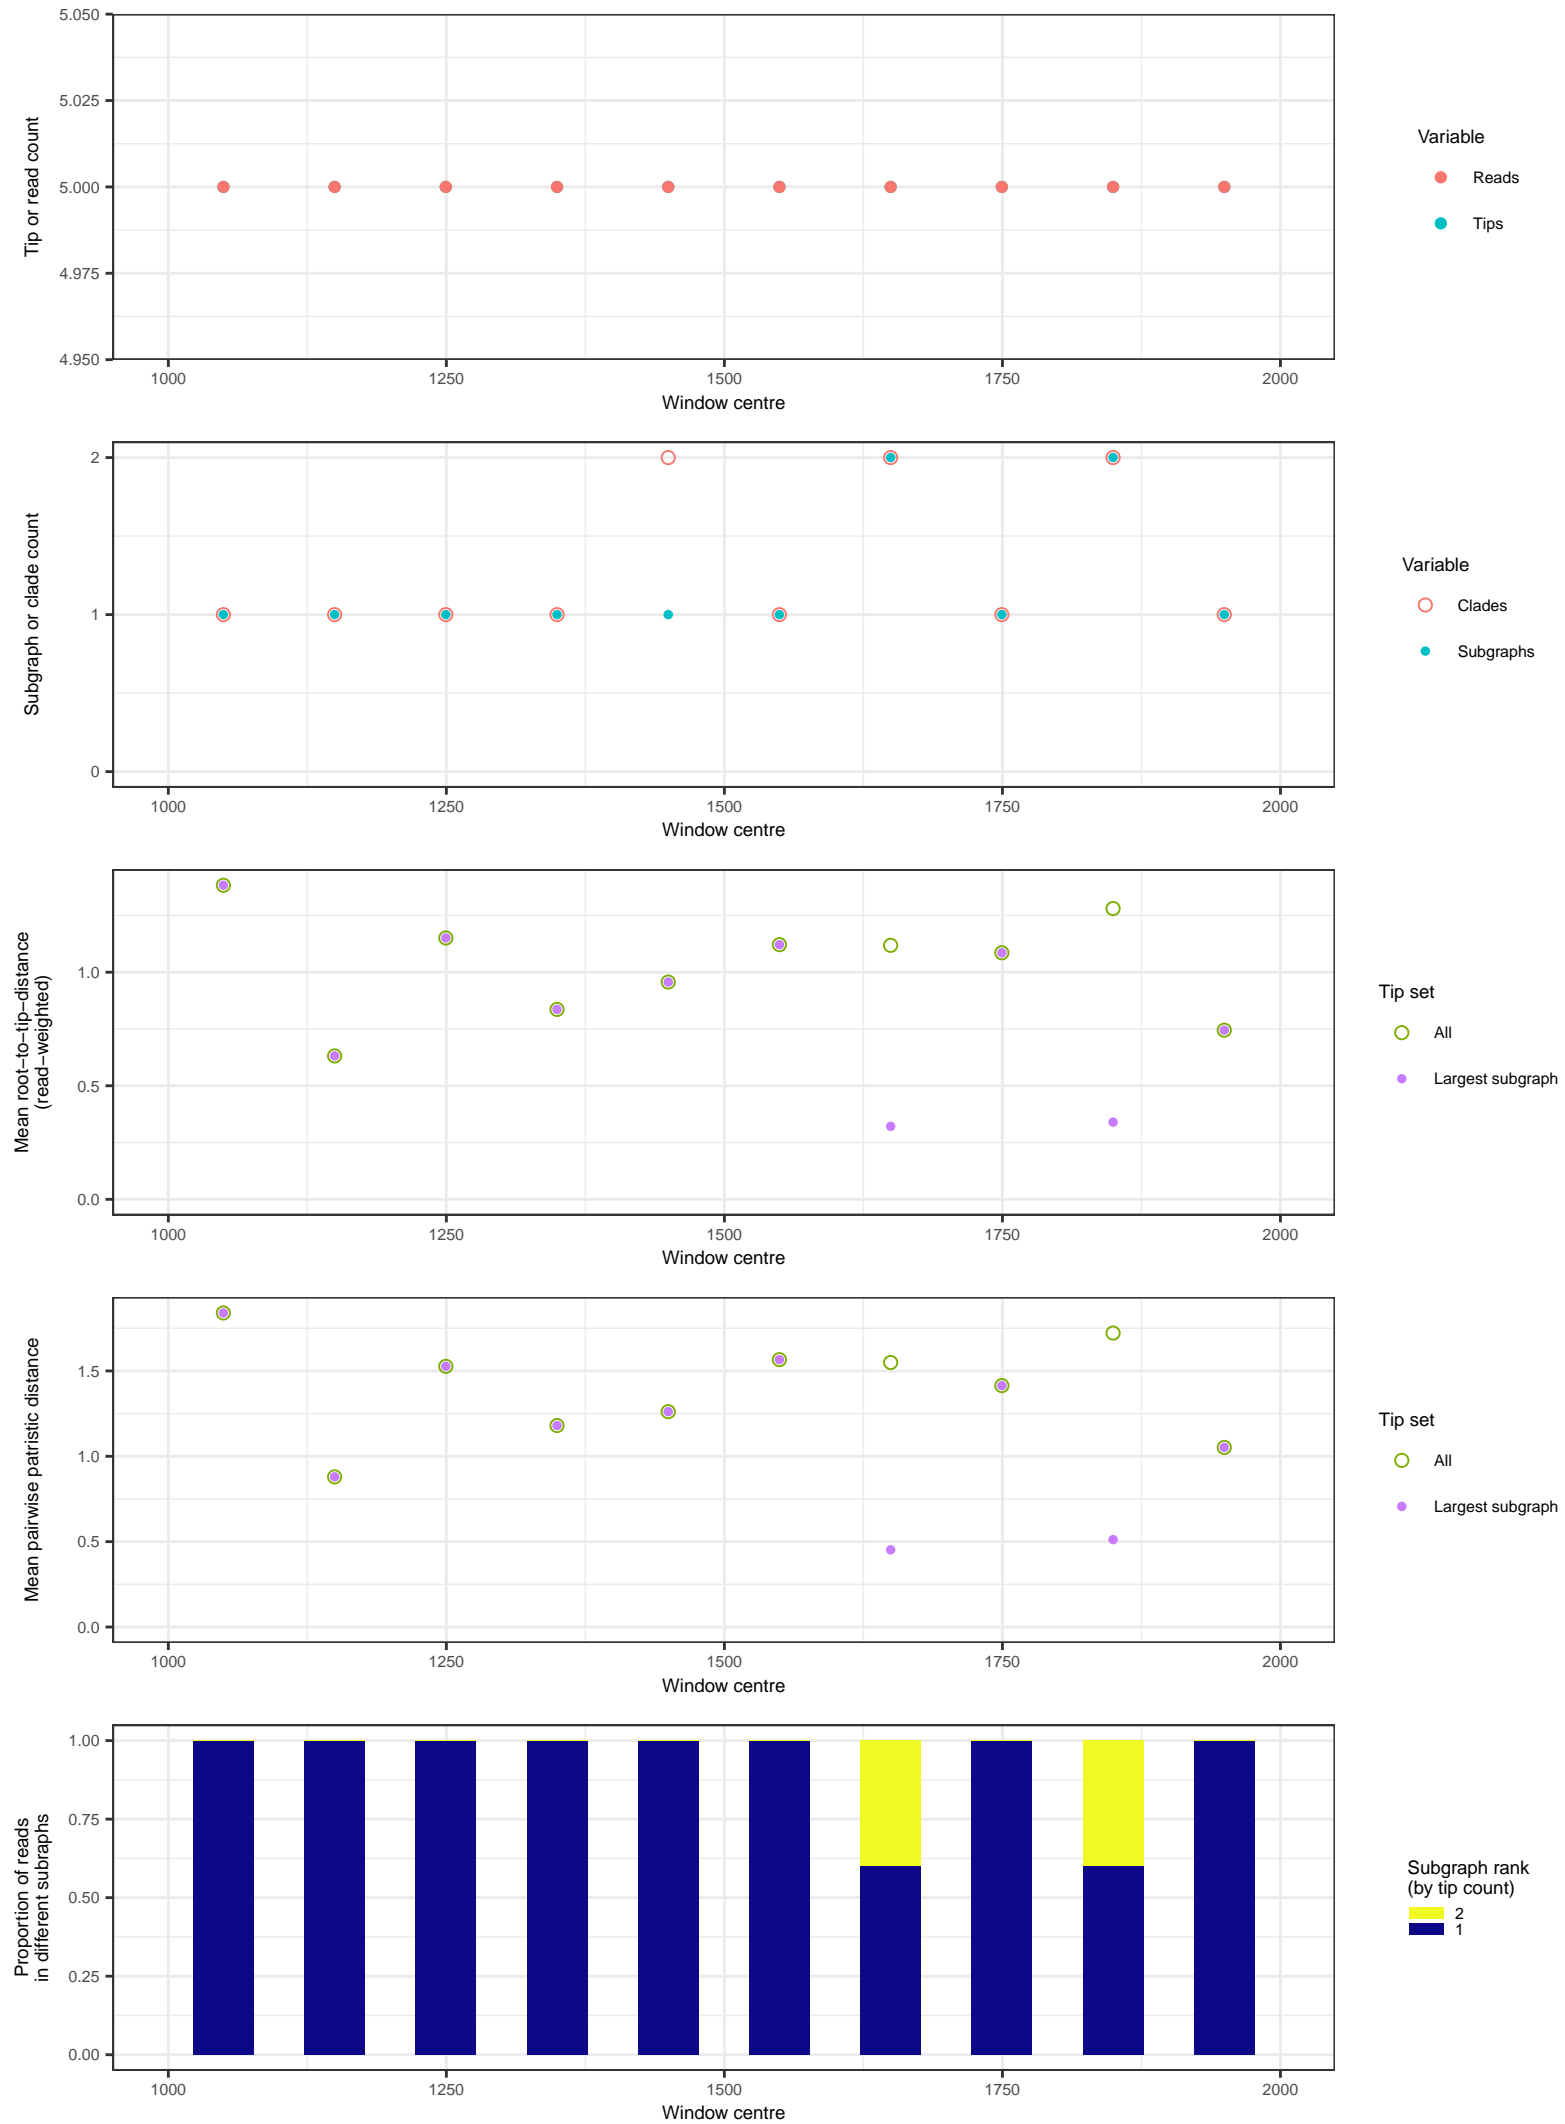 5.050
5.025
5.000
4.975
4.950
Tip or read count
1000 1250 1500 1750 2000
Window centre
Variable
Reads
Tips
2
1
0
Subgraph or clade count
1000 1250 1500 1750 2000
Window centre
Variable
Clades
Subgraphs
1.0
0.5
0.0
Mean root−to−tip−distance
(read−weighted)
1000 1250 1500 1750 2000
Window centre
Tip set
All
Largest subgraph
1.5
1.0
0.5
0.0
Mean pairwise patristic distance
1000 1250 1500 1750 2000
Window centre
Tip set
All
Largest subgraph
1.00
0.75
0.50
0.25
0.00
Proportion of reads
in different subraphs
1000 1250 1500 1750 2000
Window centre
Subgraph rank
(by tip count)
2
1